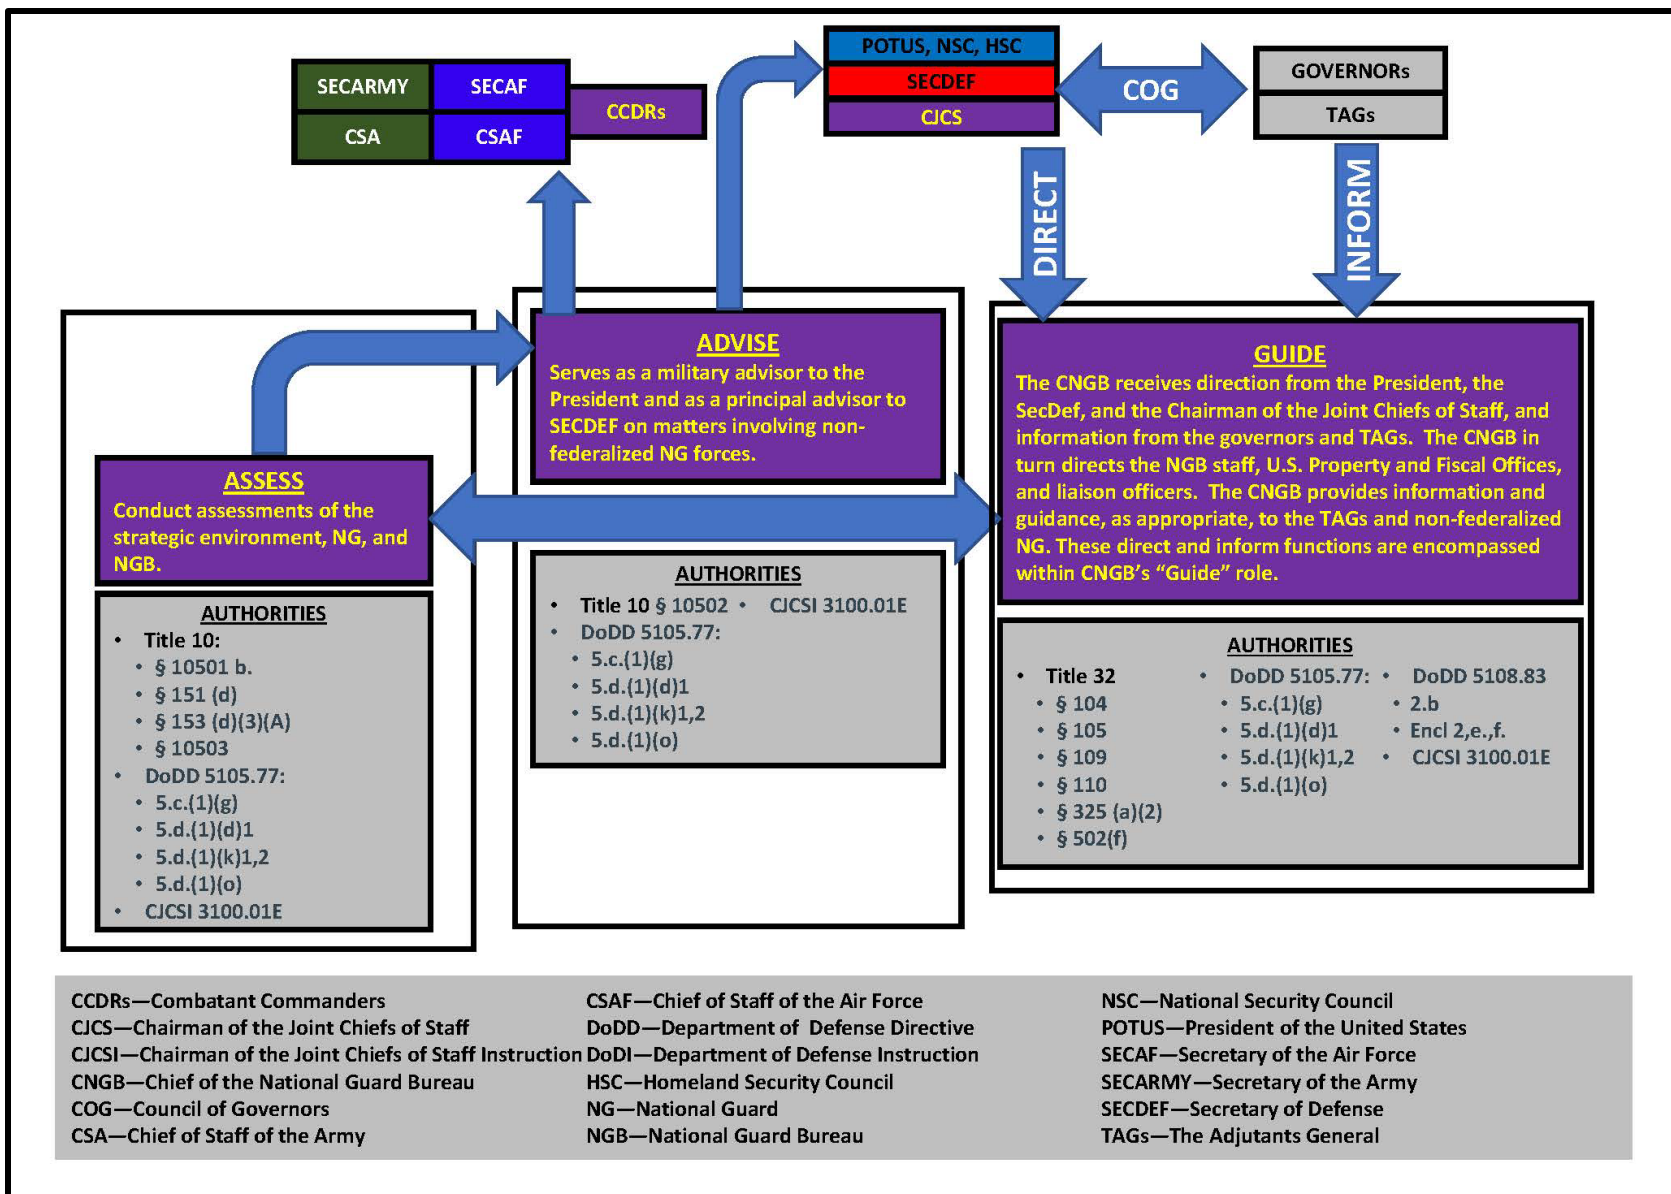 SECARMY
SECAF
CSA
CSAF
CCDRs
POTUS, NSC, HSC
SECDEF
CJCS
COG
GOVERNORs
TAGs
DIRECT
INFORM
ASSESS
Conduct assessments of the
strategic environment, NG, and
NGB.
AUTHORITIES
• Title 10:
• § 10501 b.
• § 151 (d)
• § 153 (d)(3)(A)
• § 10503
• DoDD 5105.77:
• 5.c.(1)(g)
• 5.d.(1)(d)1
• 5.d.(1)(k)1,2
• 5.d.(1)(o)
• CJCSI 3100.01E
ADVISE
Serves as a military advisor to the
President and as a principal advisor to
SECDEF on matters involving non-
federalized NG forces.
AUTHORITIES
• Title 10 § 10502 • CJCSI 3100.01E
• DoDD 5105.77:
• 5.c.(1)(g)
• 5.d.(1)(d)1
• 5.d.(1)(k)1,2
• 5.d.(1)(o)
GUIDE
The CNGB receives direction from the President, the
SecDef, and the Chairman of the Joint Chiefs of Staff, and
information from the governors and TAGs. The CNGB in
turn directs the NGB staff, U.S. Property and Fiscal Offices,
and liaison officers. The CNGB provides information and
guidance, as appropriate, to the TAGs and non-federalized
NG. These direct and inform functions are encompassed
within CNGB's “Guide” role.
AUTHORITIES
• Title 32
• § 104
• § 105
• § 109
• § 110
• § 325 (a)(2)
• § 502(f)
• DoDD 5105.77:
• 5.c.(1)(g)
• 5.d.(1)(d)1
• 5.d.(1)(k)1,2
• 5.d.(1)(o)
• DoDD 5108.83
• 2.b
• Encl 2,e.,f.
• CJCSI 3100.01E
CCDRs—Combatant Commanders
CJCS—Chairman of the Joint Chiefs of Staff
CJCSI—Chairman of the Joint Chiefs of Staff Instruction
CNGB—Chief of the National Guard Bureau
COG—Council of Governors
CSA—Chief of Staff of the Army
CSAF—Chief of Staff of the Air Force
DoDD—Department of Defense Directive
DoDI—Department of Defense Instruction
HSC—Homeland Security Council
NG—National Guard
NGB—National Guard Bureau
NSC—National Security Council
POTUS—President of the United States
SECAF—Secretary of the Air Force
SECARMY—Secretary of the Army
SECDEF—Secretary of Defense
TAGs—The Adjutants General